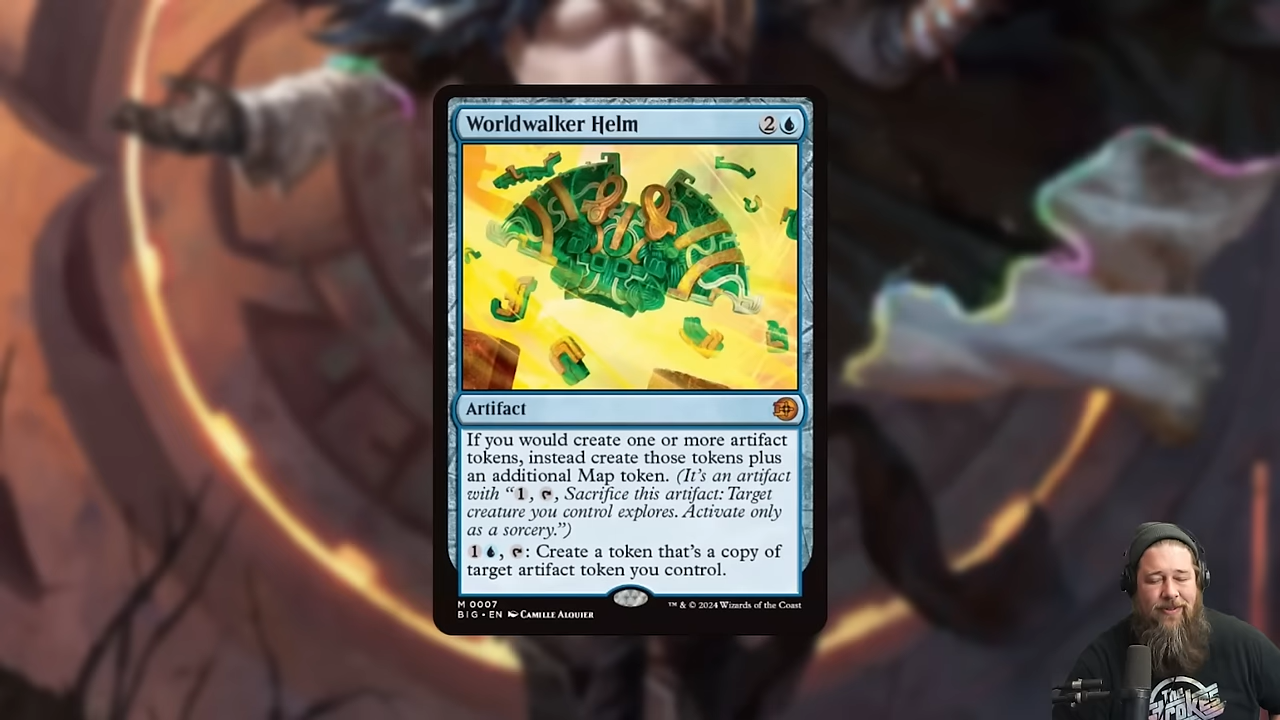 Worldwalker Helm 2
Artifact
If you would create one or more artifact
tokens, instead create those tokens plus
an additional Map token. (It's an artifact
with "1, , Sacrifice this artifact: Target
creature you control explores. Activate only
as a sorcery.")
1 , : Create a token that's a copy of
target artifact token you control.
M 0007
BIG • EN CAMILLE ALQUIER
™ & © 2024 Wizards of the Coast
THE